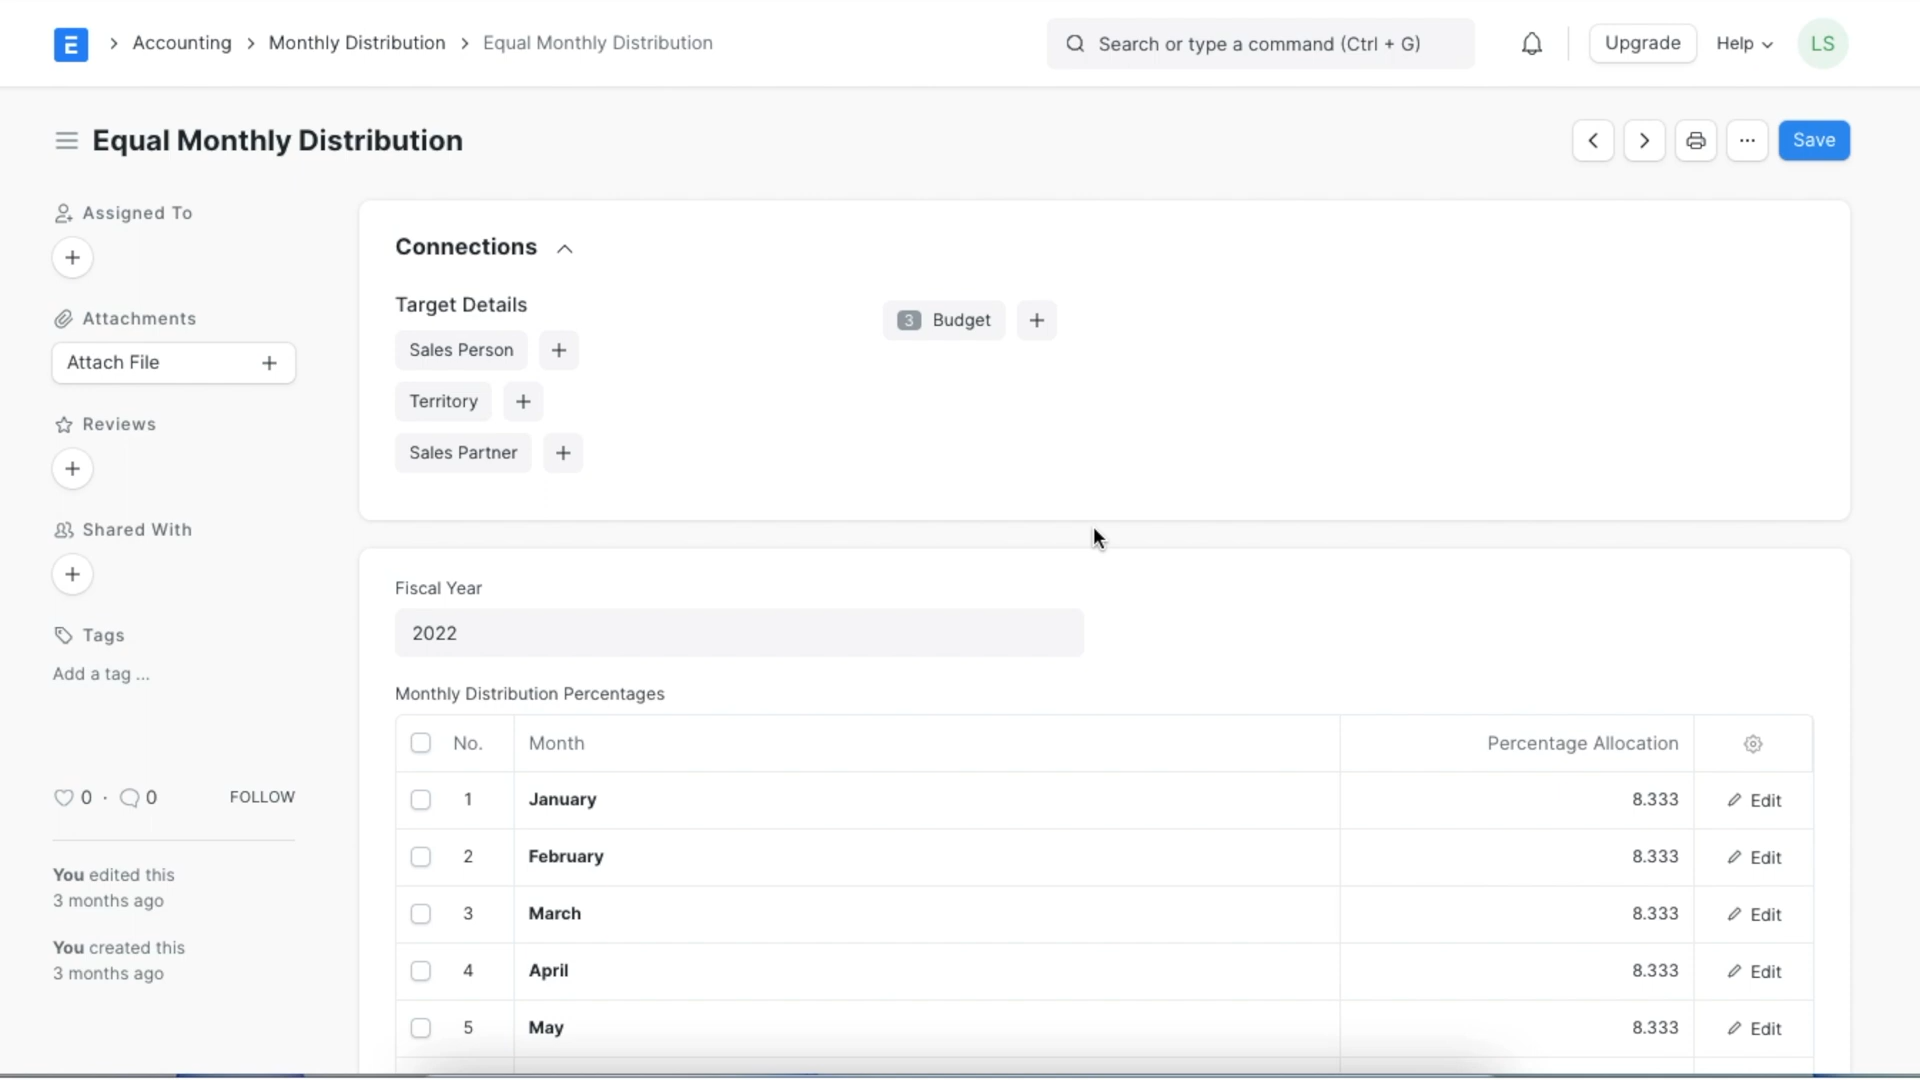 E
Accounting
Monthly Distribution
Equal Monthly Distribution
Search or type a command (Ctrl + G)
Upgrade
Help
LS
Equal Monthly Distribution
Save
Assigned To
Attachments
Attach File
Reviews
Shared With
Tags
Add a tag ...
0 · 0 FOLLOW
You edited this
3 months ago
You created this
3 months ago
Connections
Target Details
Sales Person
Territory
Sales Partner
3 Budget
Fiscal Year
2022
Monthly Distribution Percentages
No. Month Percentage Allocation
1 January 8.333 Edit
2 February 8.333 Edit
3 March 8.333 Edit
4 April 8.333 Edit
5 May 8.333 Edit